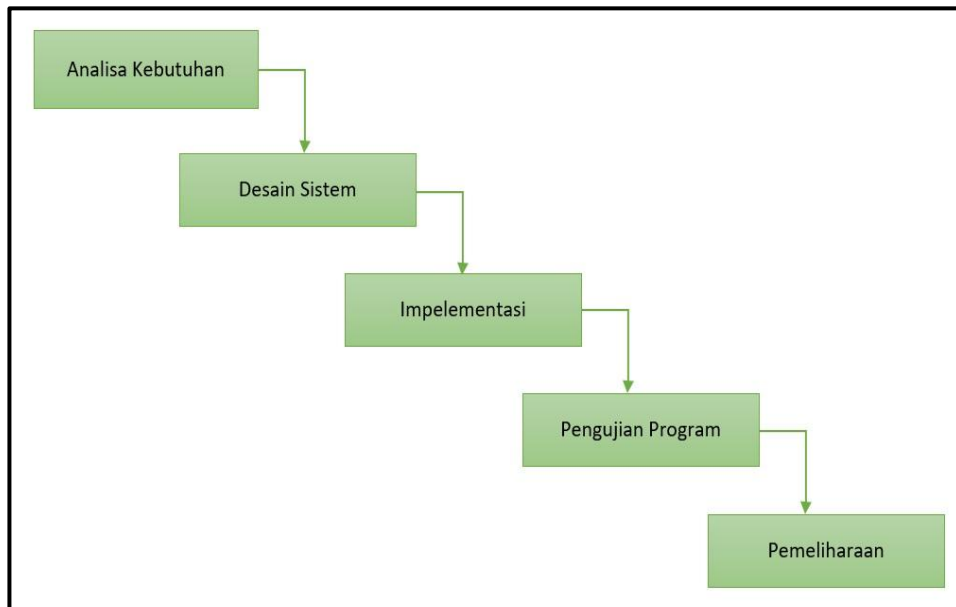 Analisa Kebutuhan
Desain Sistem
Impelementasi
Pengujian Program
Pemeliharaan